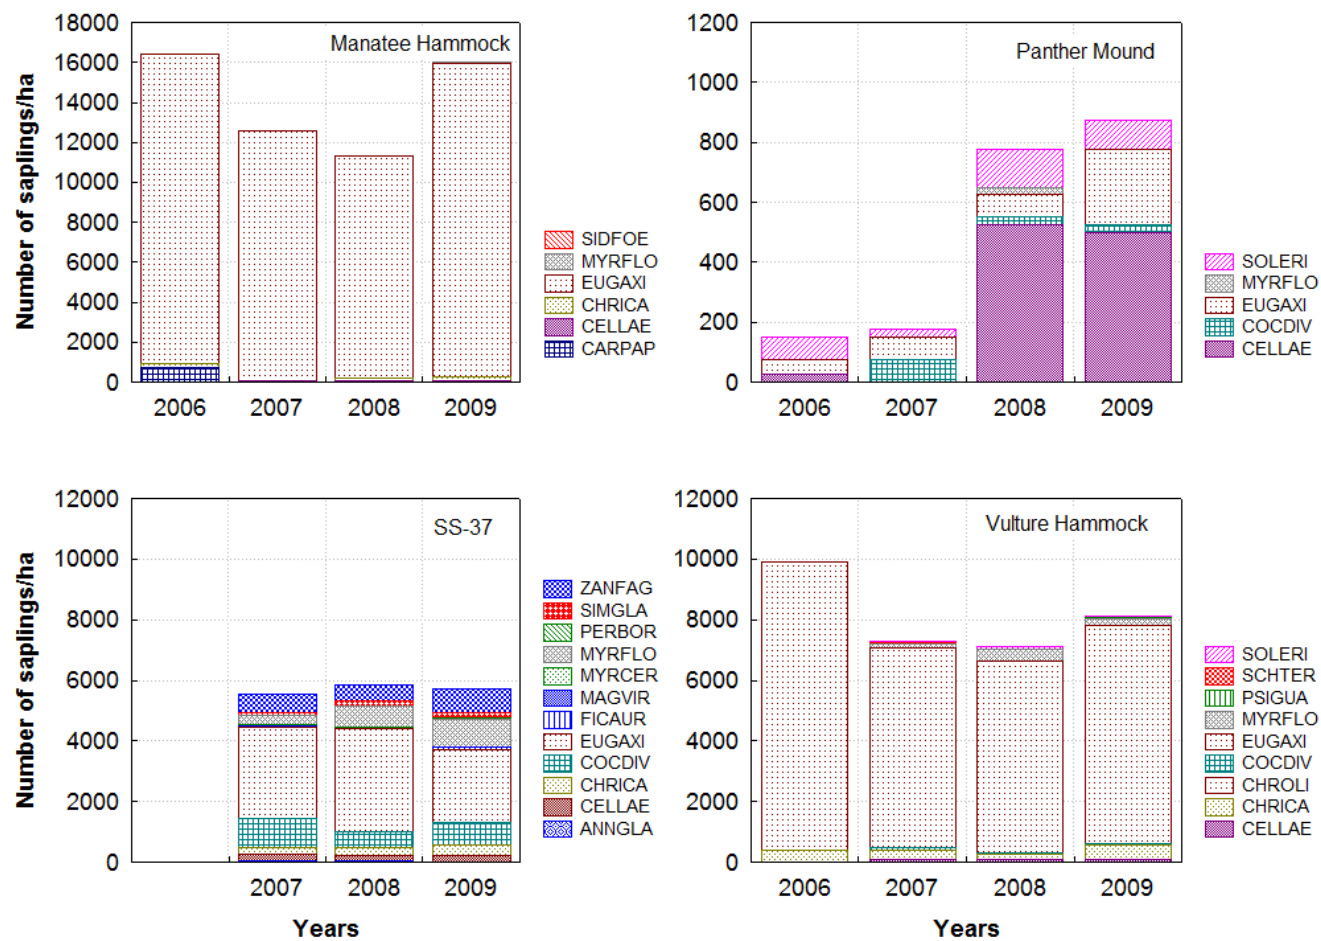 Manatee Hammock
Number of saplings/ha
18000
16000
14000
12000
10000
8000
6000
4000
2000
0
2006 2007 2008 2009
SIDFOE
MYRFLO
EUGAXI
CHRICA
CELLAE
CARPAP
Panther Mound
1200
1000
800
600
400
200
0
2006 2007 2008 2009
SOLERI
MYRFLO
EUGAXI
COCDIV
CELLAE
SS-37
Number of saplings/ha
12000
10000
8000
6000
4000
2000
0
2007 2008 2009
Years
ZANFAG
SIMGLA
PERBOR
MYRFLO
MYRCER
MAGVIR
FICAUR
EUGAXI
COCDIV
CHRICA
CELLAE
ANNGLA
Vulture Hammock
12000
10000
8000
6000
4000
2000
0
2006 2007 2008 2009
Years
SOLERI
SCHTER
PSIGUA
MYRFLO
EUGAXI
COCDIV
CHROLI
CHRICA
CELLAE